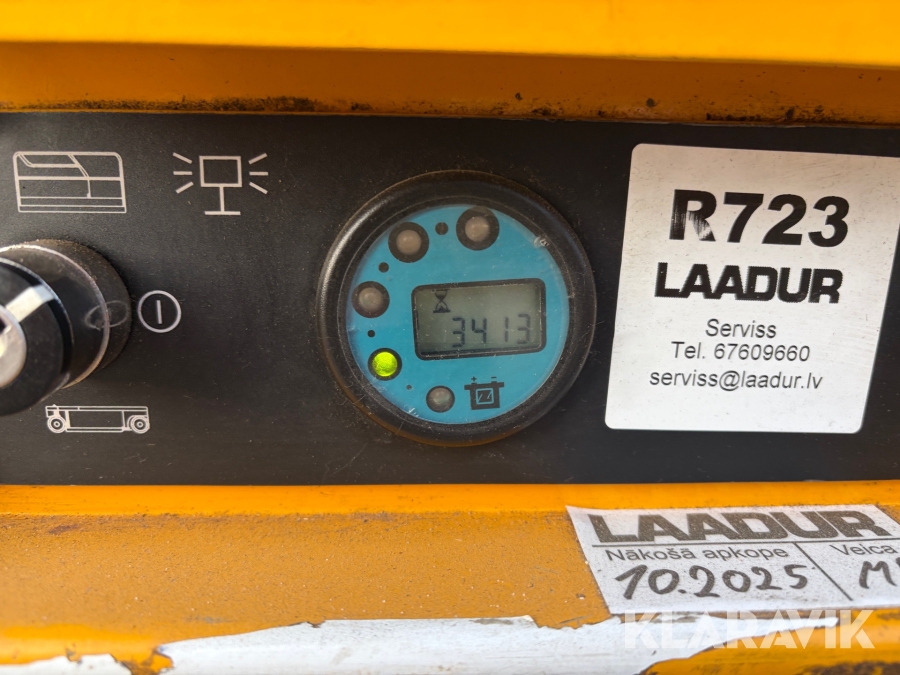 R723
LAADUR
Serviss
Tel. 67609660
serviss@laadur.lv
3413
LAADUR
Nākošā apkope
Veica
10.2025
KLARAVIK